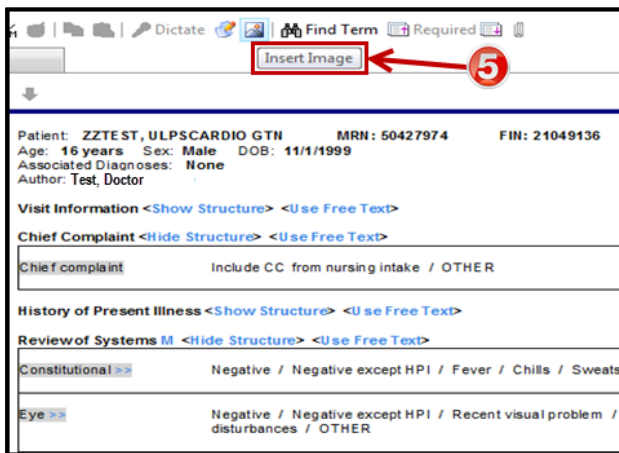 Dictate Find Term Required
Insert Image
5
Patient: ZZTEST, ULPSCARDIO GTN MRN: 50427974 FIN: 21049136
Age: 16 years Sex: Male DOB: 11/1/1999
Associated Diagnoses: None
Author: Test, Doctor
Visit Information <Show Structure> <Use Free Text>
Chief Complaint <Hide Structure> <Use Free Text>
Chief complaint Include CC from nursing intake / OTHER
History of Present Illness <Show Structure> <Use Free Text>
Review of Systems M <Hide Structure> <Use Free Text>
Constitutional >> Negative / Negative except HPI / Fever / Chills / Sweats
Eye >> Negative / Negative except HPI / Recent visual problem /
disturbances / OTHER